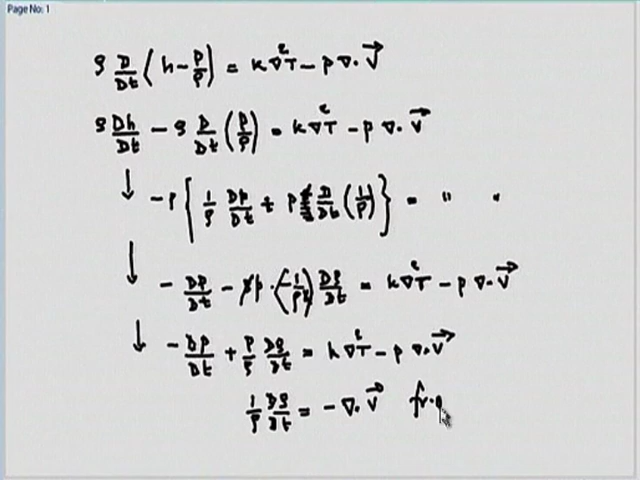 Page No: 1
ρ D/Dt (h - p/ρ) = k∇²T - p∇·V⃗
ρ Dh/Dt - ρ D/Dt (p/ρ) = k∇²T - p∇·V⃗
↓ -ρ { 1/ρ Dp/Dt + p D/Dt (1/ρ) } = " "
↓ - Dp/Dt - ρp·(-1/ρ²) Dρ/Dt = k∇²T - p∇·V⃗
↓ - Dp/Dt + p/ρ Dρ/Dt = k∇²T - p∇·V⃗
1/ρ Dρ/Dt = -∇·V⃗ fro